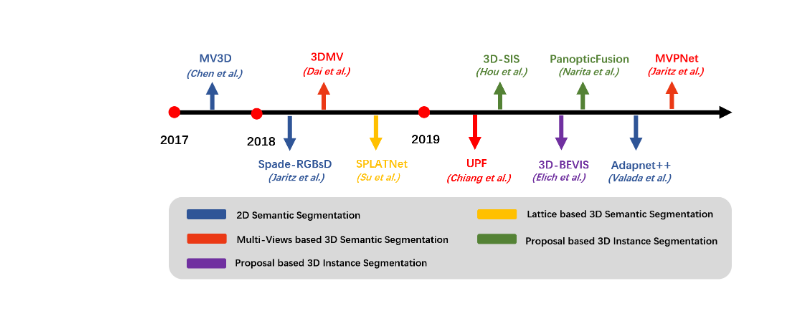 MV3D
(Chen et al.)
3DMV
(Dai et al.)
3D-SIS
(Hou et al.)
PanopticFusion
(Narita et al.)
MVPNet
(Jaritz et al.)
2017
2018
2019
Spade-RGBsD
(Jaritz et al.)
SPLATNet
(Su et al.)
UPF
(Chiang et al.)
3D-BEVIS
(Elich et al.)
Adapnet++
(Valada et al.)
2D Semantic Segmentation
Multi-Views based 3D Semantic Segmentation
Proposal based 3D Instance Segmentation
Lattice based 3D Semantic Segmentation
Proposal based 3D Instance Segmentation